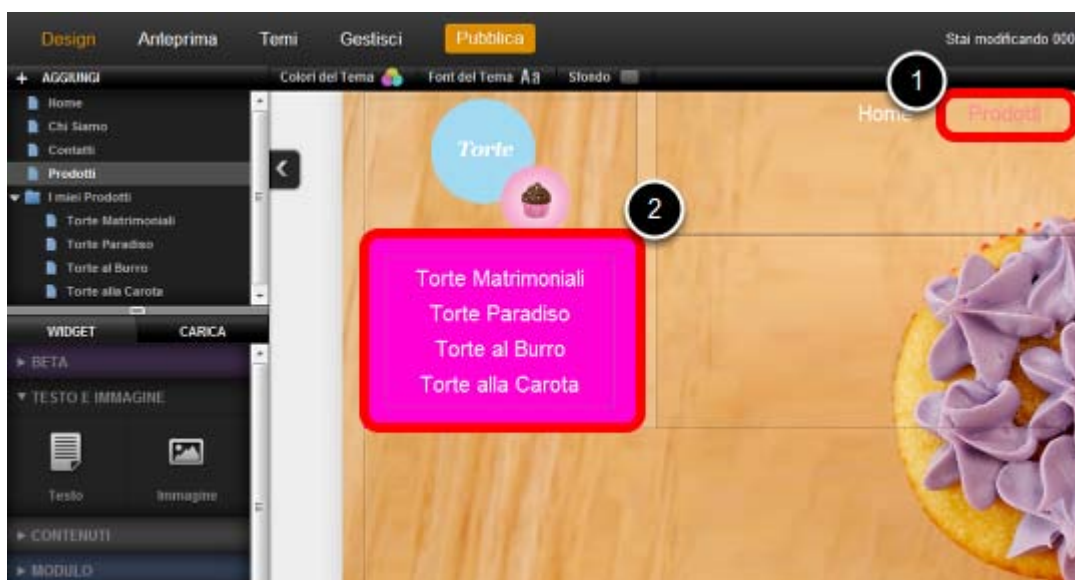 Design Anteprima Temi Gestisci Pubblica Stai modificando 000
+ AGGIUNGI Colori del Tema Font del Tema Aa Sfondo
Home
Chi Siamo
Contatti
Prodotti
I miei Prodotti
Torte Matrimoniali
Torte Paradiso
Torte al Burro
Torte alla Carota
WIDGET CARICA
BETA
TESTO E IMMAGINE
Testo Immagine
CONTENUTI
MODULO
1
Home Prodotti
Torte
2
Torte Matrimoniali
Torte Paradiso
Torte al Burro
Torte alla Carota